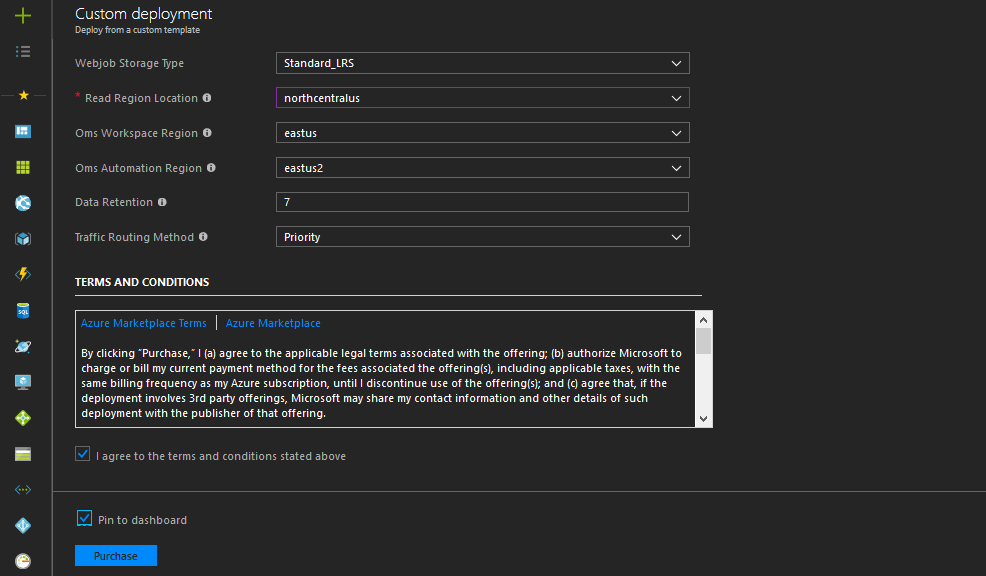 Custom deployment
Deploy from a custom template
Webjob Storage Type
Standard_LRS
* Read Region Location
northcentralus
Oms Workspace Region
eastus
Oms Automation Region
eastus2
Data Retention
7
Traffic Routing Method
Priority
TERMS AND CONDITIONS
Azure Marketplace Terms | Azure Marketplace
By clicking "Purchase," I (a) agree to the applicable legal terms associated with the offering; (b) authorize Microsoft to
charge or bill my current payment method for the fees associated the offering(s), including applicable taxes, with the
same billing frequency as my Azure subscription, until I discontinue use of the offering(s); and (c) agree that, if the
deployment involves 3rd party offerings, Microsoft may share my contact information and other details of such
deployment with the publisher of that offering.
I agree to the terms and conditions stated above
SQL
Pin to dashboard
Purchase